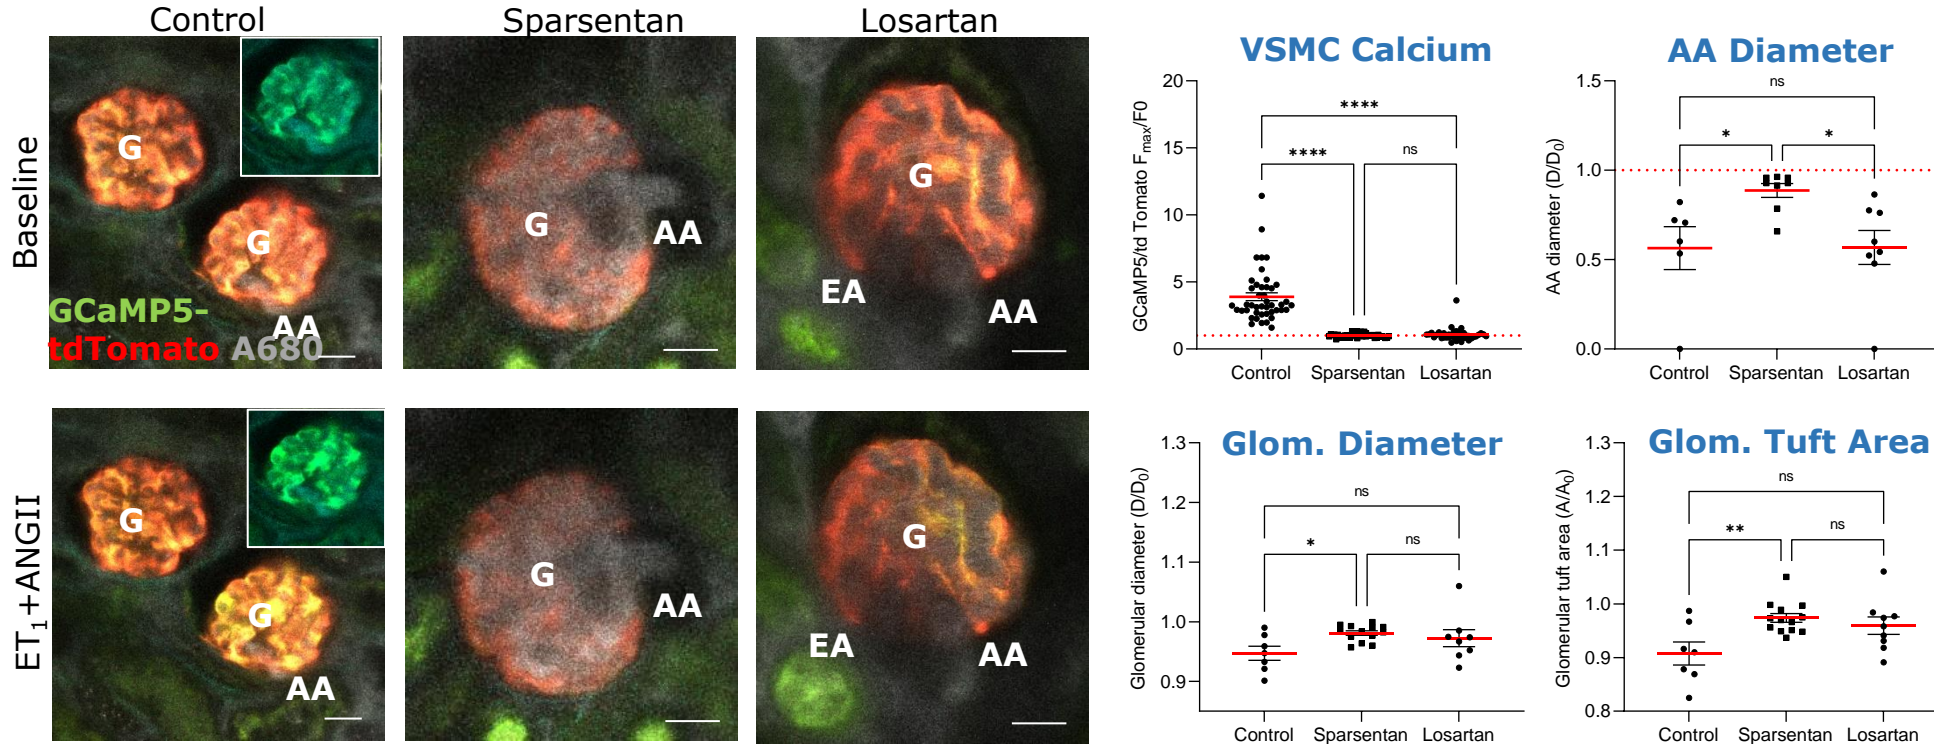 Control
Sparsentan
Losartan
Baseline
G
G
AA
GCaMP5-
tdTomato A680
G
AA
G
EA
AA
ET1+ANGII
G
G
AA
G
AA
G
EA
AA
VSMC Calcium
GCaMP5/td Tomato Fmax/F0
20
15
10
5
0
****
****
ns
Control
Sparsentan
Losartan
AA Diameter
AA diameter (D/D0)
1.5
1.0
0.5
0.0
ns
*
*
Control
Sparsentan
Losartan
Glom. Diameter
Glomerular diameter (D/D0)
1.3
1.2
1.1
1.0
0.9
ns
*
ns
Control
Sparsentan
Losartan
Glom. Tuft Area
Glomerular tuft area (A/A0)
1.3
1.2
1.1
1.0
0.9
0.8
ns
**
ns
Control
Sparsentan
Losartan